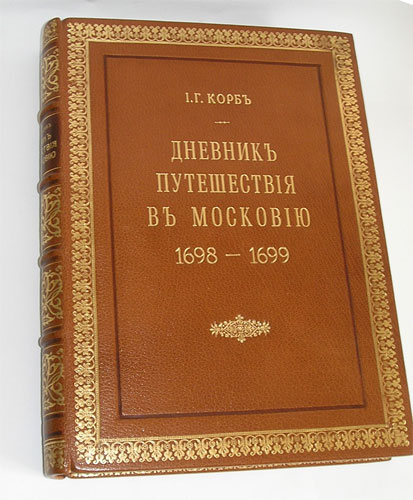 І.Г. КОРБЪ
ДНЕВНИКЪ
ПУТЕШЕСТВІЯ
ВЪ МОСКОВІЮ
1698 — 1699